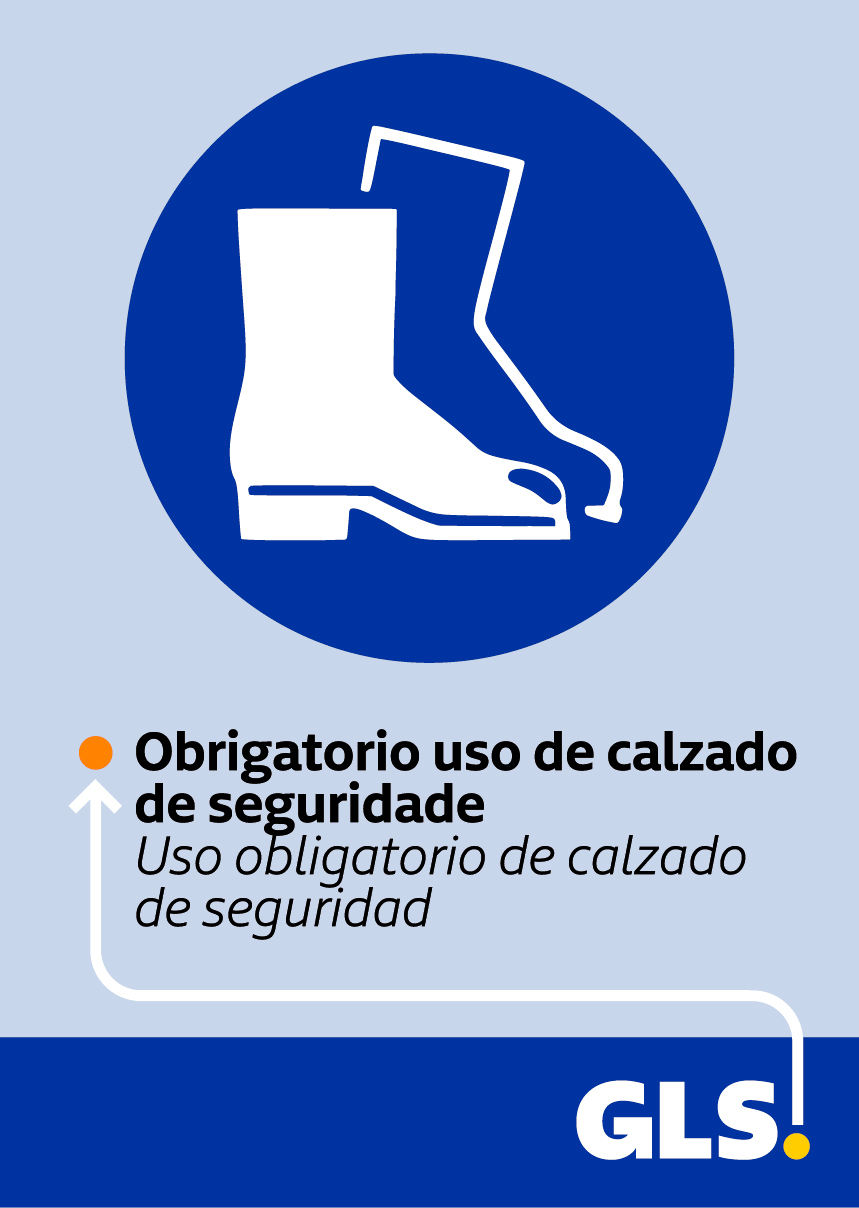 Obrigatorio uso de calzado
de seguridade
Uso obligatorio de calzado
de seguridad
GLS.